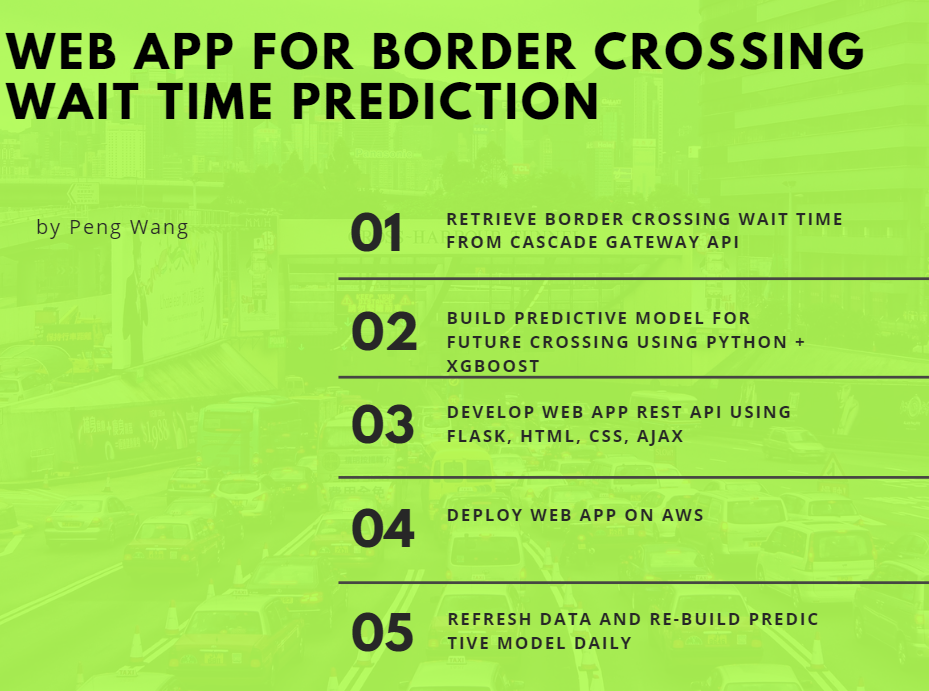 WEB APP FOR BORDER CROSSING
WAIT TIME PREDICTION
by Peng Wang
01
RETRIEVE BORDER CROSSING WAIT TIME
FROM CASCADE GATEWAY API
02
BUILD PREDICTIVE MODEL FOR
FUTURE CROSSING USING PYTHON +
XGBOOST
03
DEVELOP WEB APP REST API USING
FLASK, HTML, CSS, AJAX
04
DEPLOY WEB APP ON AWS
05
REFRESH DATA AND RE-BUILD PREDIC
TIVE MODEL DAILY